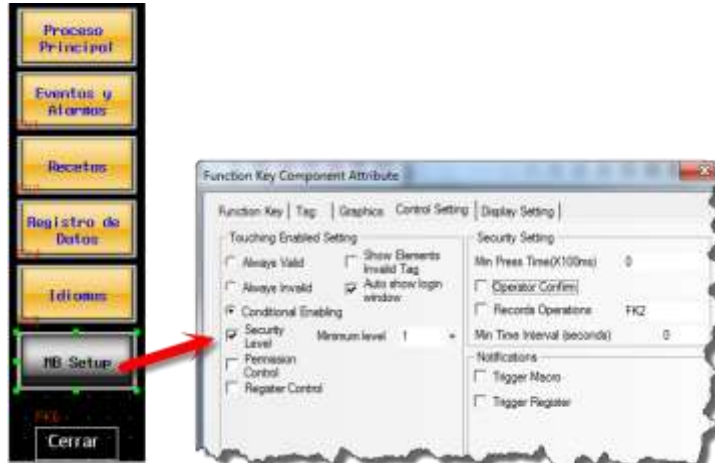 Proceso
Principal
Eventos y
Alarmas
Recetas
Registro de
Datos
Idiomas
MB Setup
FK6
Cerrar
Function Key Component Attribute
Function Key
Tag
Graphics
Control Setting
Display Setting
Touching Enabled Setting
Always Valid
Show Elements
Invalid Tag
Always Invalid
Auto show login
window
Conditional Enabling
Security
Level
Minimum level
1
Permission
Control
Register Control
Security Setting
Min Press Time(X100ms)
0
Operator Confirm
Records Operations
FK2
Min Time Interval (seconds)
0
Notifications
Trigger Macro
Trigger Register